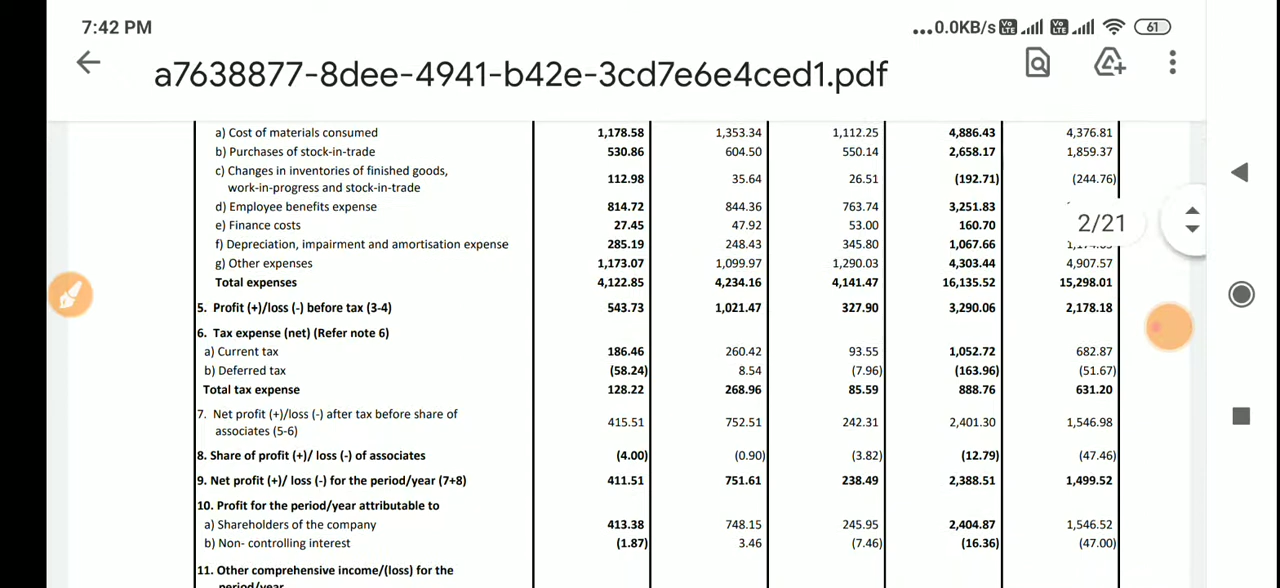 7:42 PM
...0.0KB/s Vo LTE Vo LTE 61
a7638877-8dee-4941-b42e-3cd7e6e4ced1.pdf
a) Cost of materials consumed 1,178.58 1,353.34 1,112.25 4,886.43 4,376.81
b) Purchases of stock-in-trade 530.86 604.50 550.14 2,658.17 1,859.37
c) Changes in inventories of finished goods,
work-in-progress and stock-in-trade 112.98 35.64 26.51 (192.71) (244.76)
d) Employee benefits expense 814.72 844.36 763.74 3,251.83
2/21
e) Finance costs 27.45 47.92 53.00 160.70
f) Depreciation, impairment and amortisation expense 285.19 248.43 345.80 1,067.66
g) Other expenses 1,173.07 1,099.97 1,290.03 4,303.44 4,907.57
Total expenses 4,122.85 4,234.16 4,141.47 16,135.52 15,298.01
5. Profit (+)/loss (-) before tax (3-4) 543.73 1,021.47 327.90 3,290.06 2,178.18
6. Tax expense (net) (Refer note 6)
a) Current tax 186.46 260.42 93.55 1,052.72 682.87
b) Deferred tax (58.24) 8.54 (7.96) (163.96) (51.67)
Total tax expense 128.22 268.96 85.59 888.76 631.20
7. Net profit (+)/loss (-) after tax before share of
associates (5-6) 415.51 752.51 242.31 2,401.30 1,546.98
8. Share of profit (+)/ loss (-) of associates (4.00) (0.90) (3.82) (12.79) (47.46)
9. Net profit (+)/ loss (-) for the period/year (7+8) 411.51 751.61 238.49 2,388.51 1,499.52
10. Profit for the period/year attributable to
a) Shareholders of the company 413.38 748.15 245.95 2,404.87 1,546.52
b) Non- controlling interest (1.87) 3.46 (7.46) (16.36) (47.00)
11. Other comprehensive income/(loss) for the
period/year